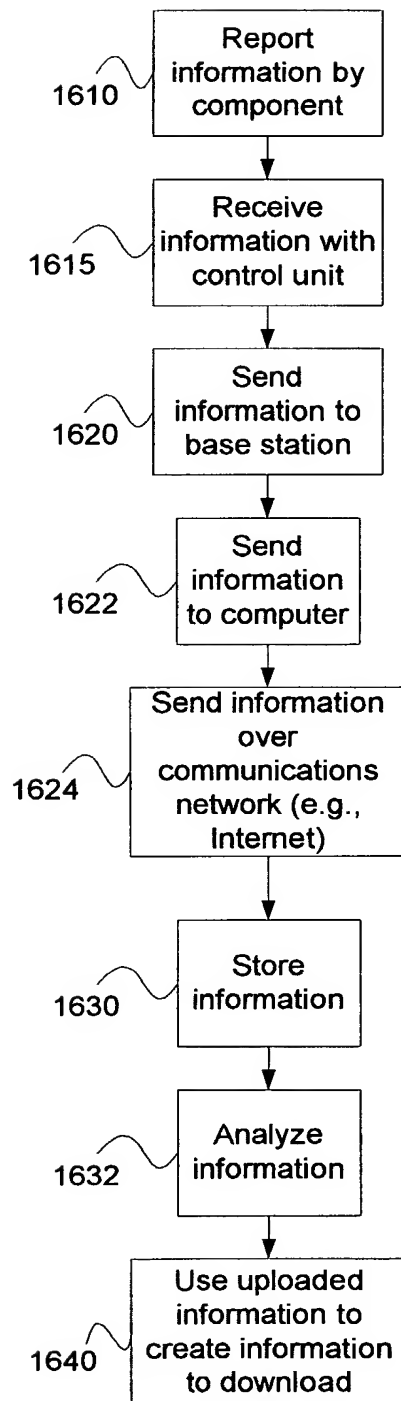 Report
information by
component
1610
Receive
information with
control unit
1615
Send
information to
base station
1620
Send
information
to computer
1622
Send information
over
communications
network (e.g.,
Internet)
1624
Store
information
1630
Analyze
information
1632
Use uploaded
information to
create information
to download
1640